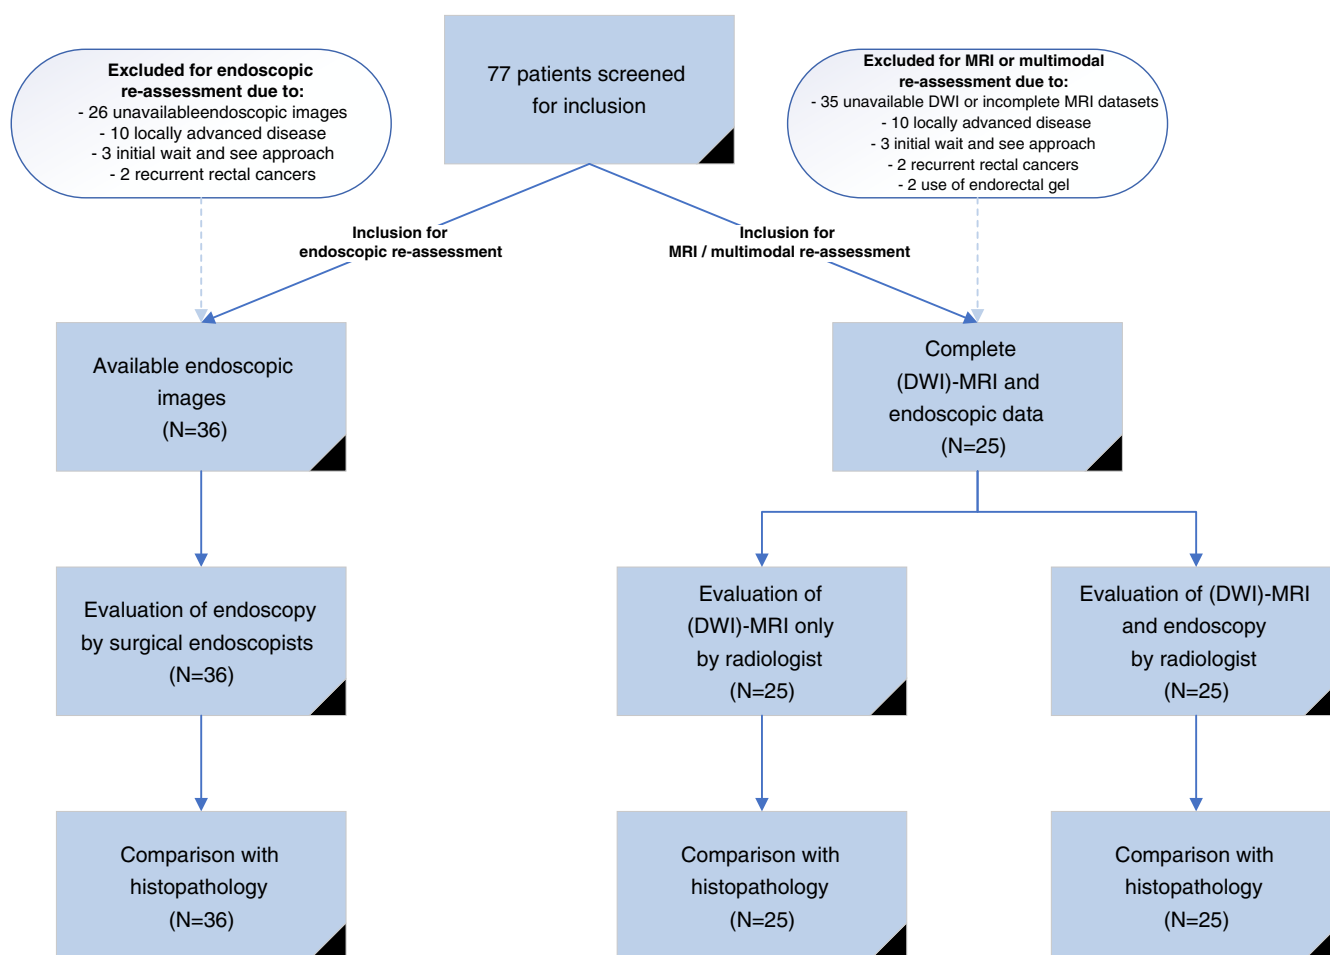 77 patients screened
for inclusion
Excluded for endoscopic
re-assessment due to:
- 26 unavailableendoscopic images
- 10 locally advanced disease
- 3 initial wait and see approach
- 2 recurrent rectal cancers
Excluded for MRI or multimodal
re-assessment due to:
- 35 unavailable DWI or incomplete MRI datasets
- 10 locally advanced disease
- 3 initial wait and see approach
- 2 recurrent rectal cancers
- 2 use of endorectal gel
Inclusion for
endoscopic re-assessment
Inclusion for
MRI / multimodal re-assessment
Available endoscopic
images
(N=36)
Complete
(DWI)-MRI and
endoscopic data
(N=25)
Evaluation of endoscopy
by surgical endoscopists
(N=36)
Evaluation of
(DWI)-MRI only
by radiologist
(N=25)
Evaluation of (DWI)-MRI
and endoscopy
by radiologist
(N=25)
Comparison with
histopathology
(N=36)
Comparison with
histopathology
(N=25)
Comparison with
histopathology
(N=25)